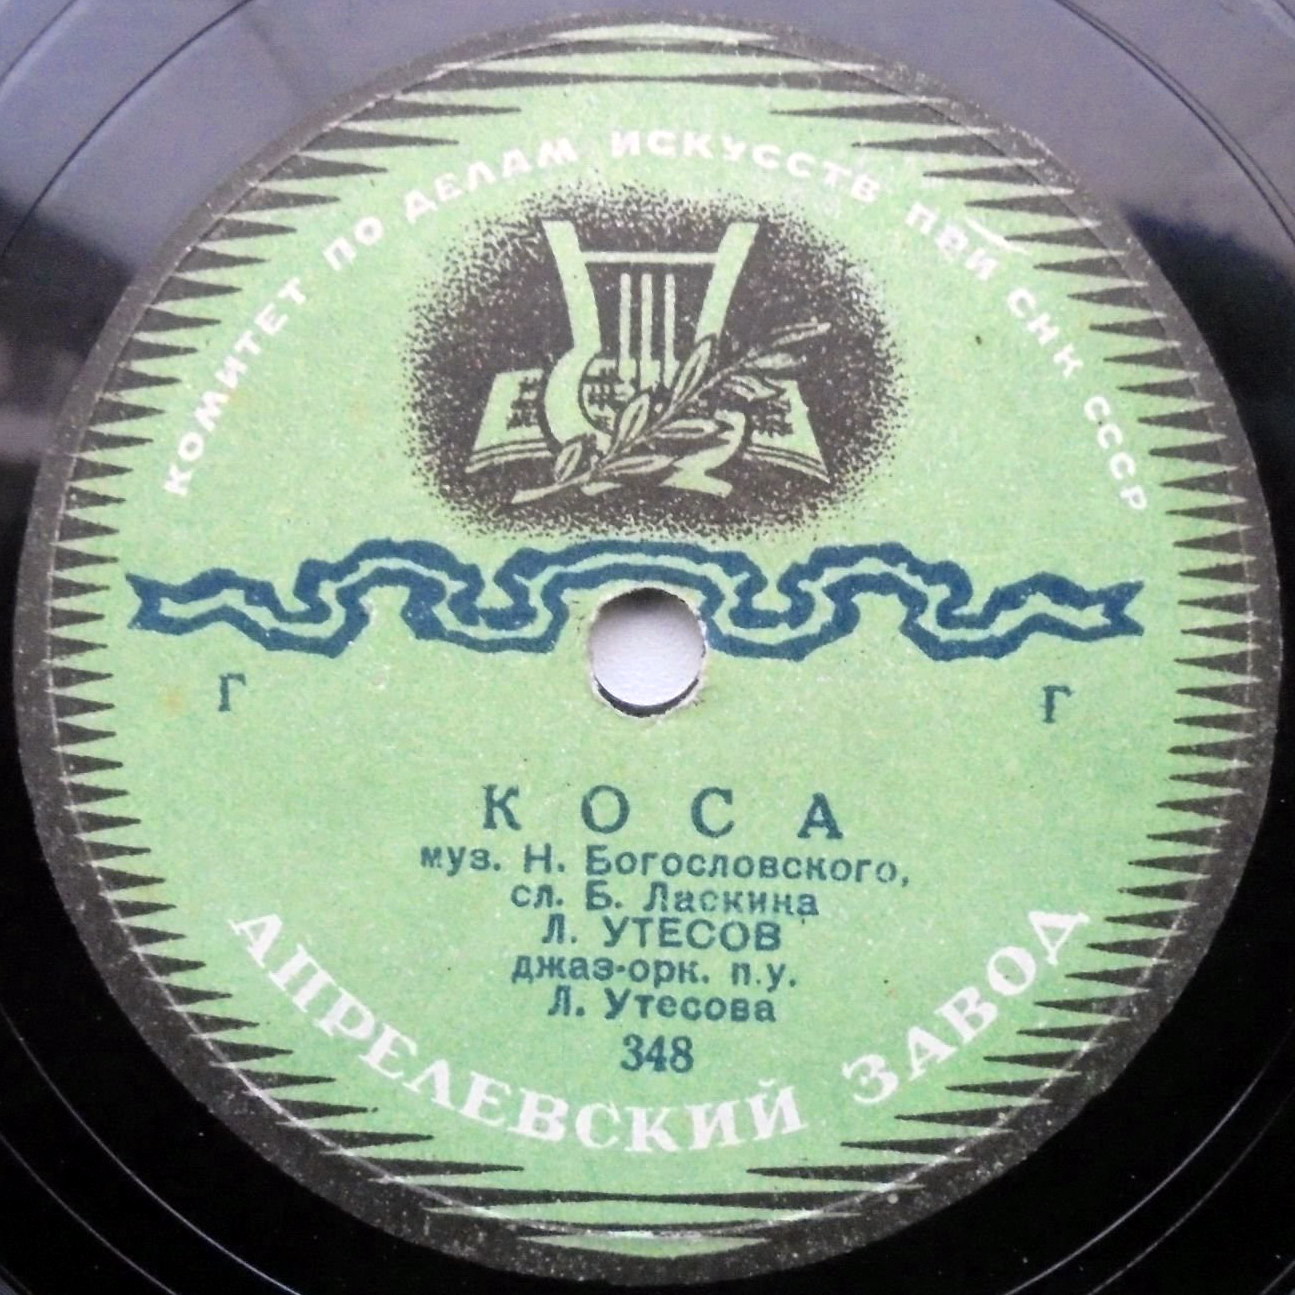 КОМИТЕТ ПО ДЕЛАМ ИСКУССТВ ПРИ СНК СССР
Г Г
КОСА
муз. Н. Богословского,
сл. Б. Ласкина
Л. УТЕСОВ
джаз-орк. п.у.
Л. Утесова
348
АПРЕЛЕВСКИЙ ЗАВОД